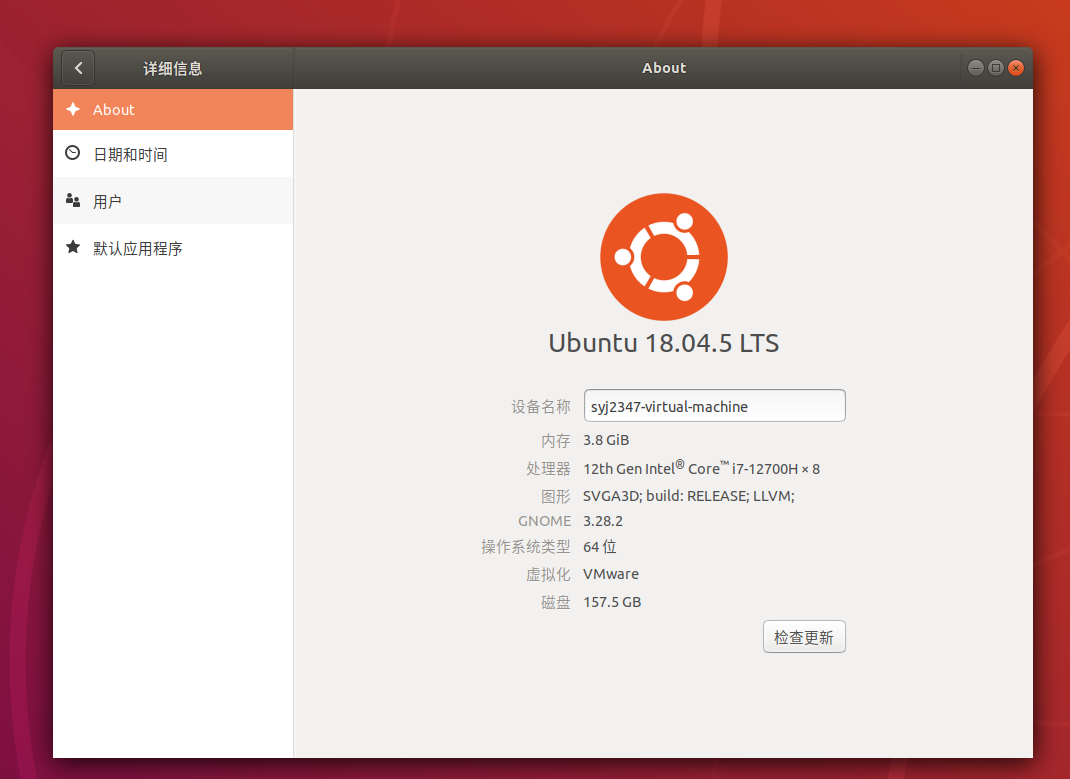 详细信息
About
About
日期和时间
用户
默认应用程序
Ubuntu 18.04.5 LTS
设备名称 syj2347-virtual-machine
内存 3.8 GiB
处理器 12th Gen Intel® Core™ i7-12700H × 8
图形 SVGA3D; build: RELEASE; LLVM;
GNOME 3.28.2
操作系统类型 64 位
虚拟化 VMware
磁盘 157.5 GB
检查更新